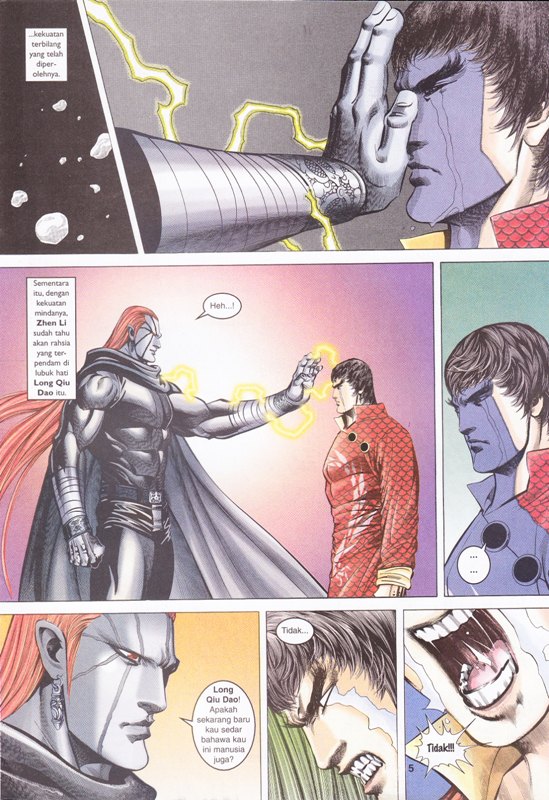 ...kekuatan
terbilang
yang telah
diper-
olehnya.
Sementara
itu, dengan
kekuatan
mindanya,
Zhen Li
sudah tahu
akan rahsia
yang ter-
pendam di
lubuk hati
Long Qiu
Dao itu.
Heh...!
...
...
Long
Qiu Dao!
Apakah
sekarang baru
kau sedar
bahawa kau
ini manusia
juga?
Tidak...
Tidak!!!
5